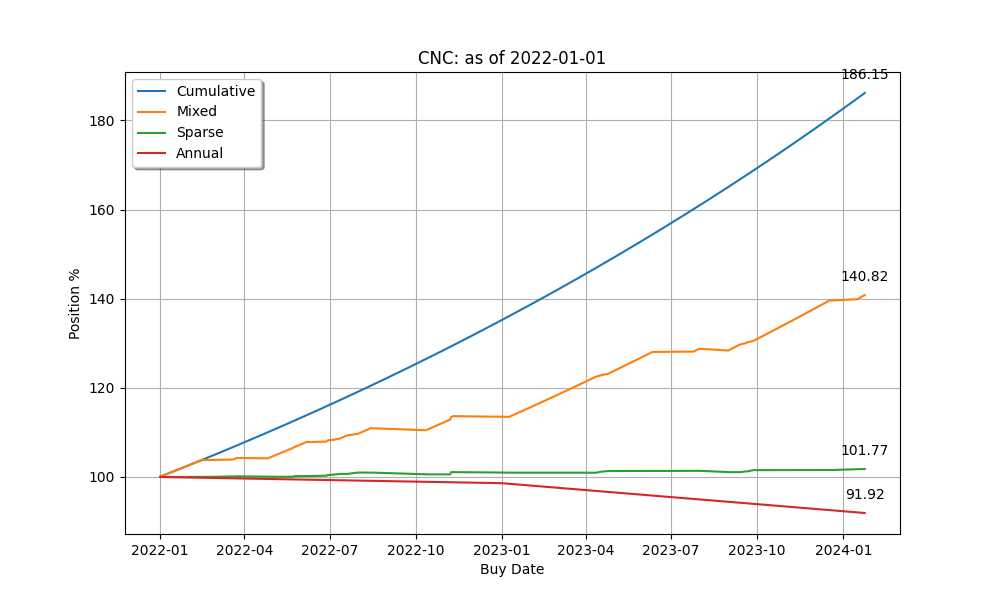 CNC: as of 2022-01-01
Cumulative
Mixed
Sparse
Annual
186.15
140.82
101.77
91.92
Position %
180
160
140
120
100
2022-01 2022-04 2022-07 2022-10 2023-01 2023-04 2023-07 2023-10 2024-01
Buy Date